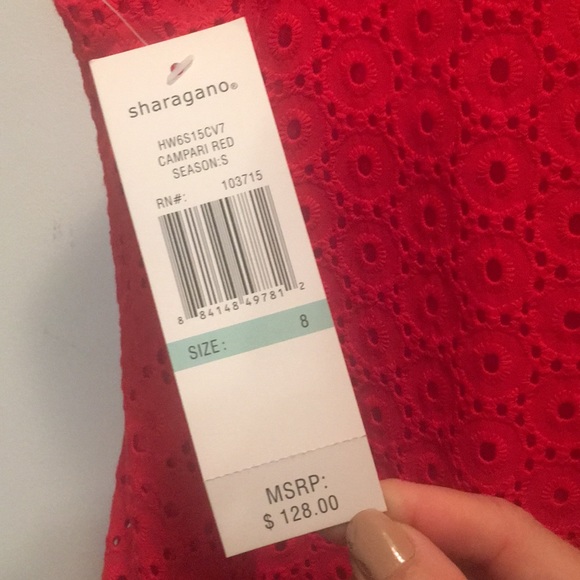 sharagano®
HW6S15CV7
CAMPARI RED
SEASON:S
RN#: 103715
8 84148 49781 2
SIZE: 8
MSRP:
$ 128.00